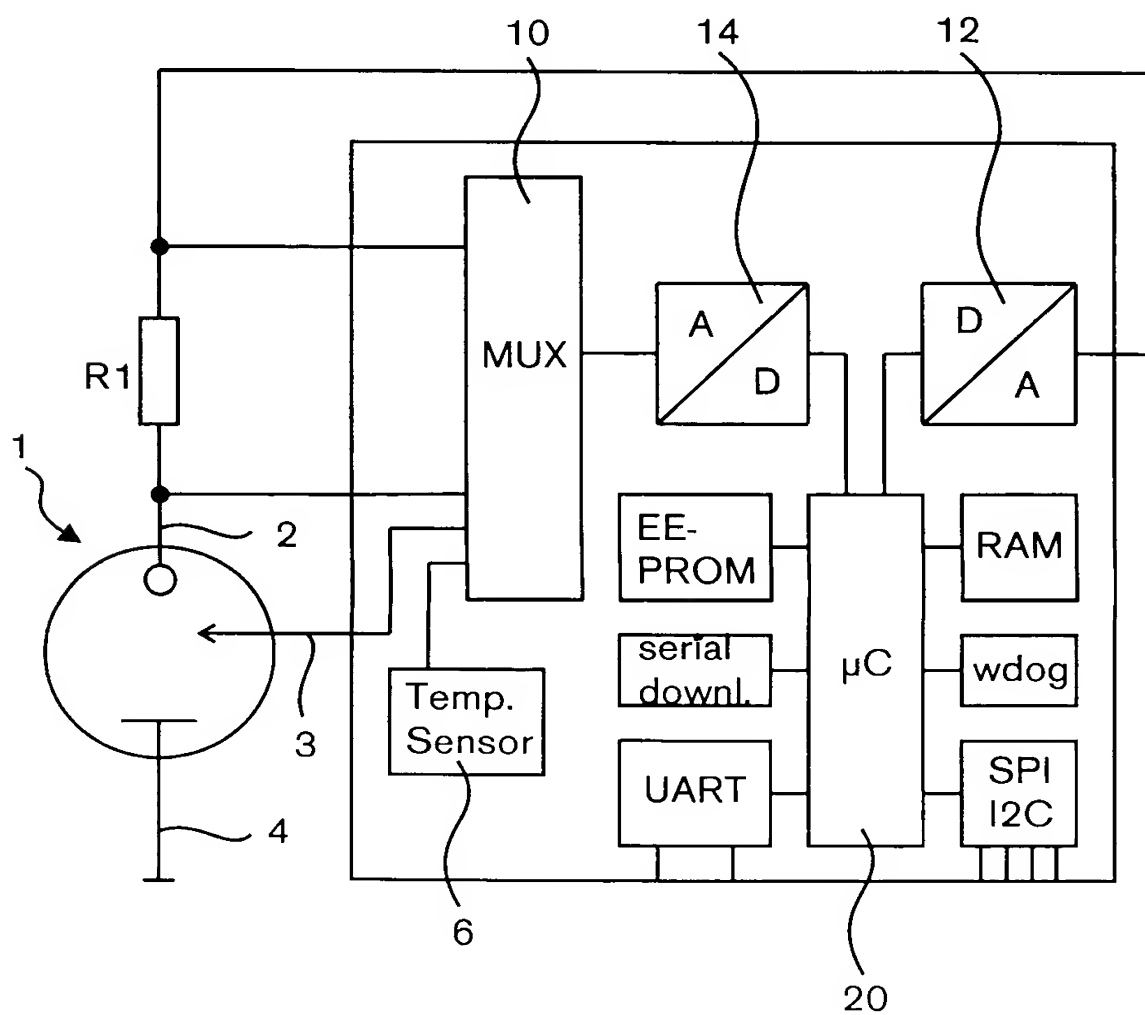 10
14
12
MUX
A
D
D
A
R1
1
2
EE-
PROM
RAM
3
serial
downl.
µC
wdog
Temp.
Sensor
UART
SPI
I2C
4
6
20